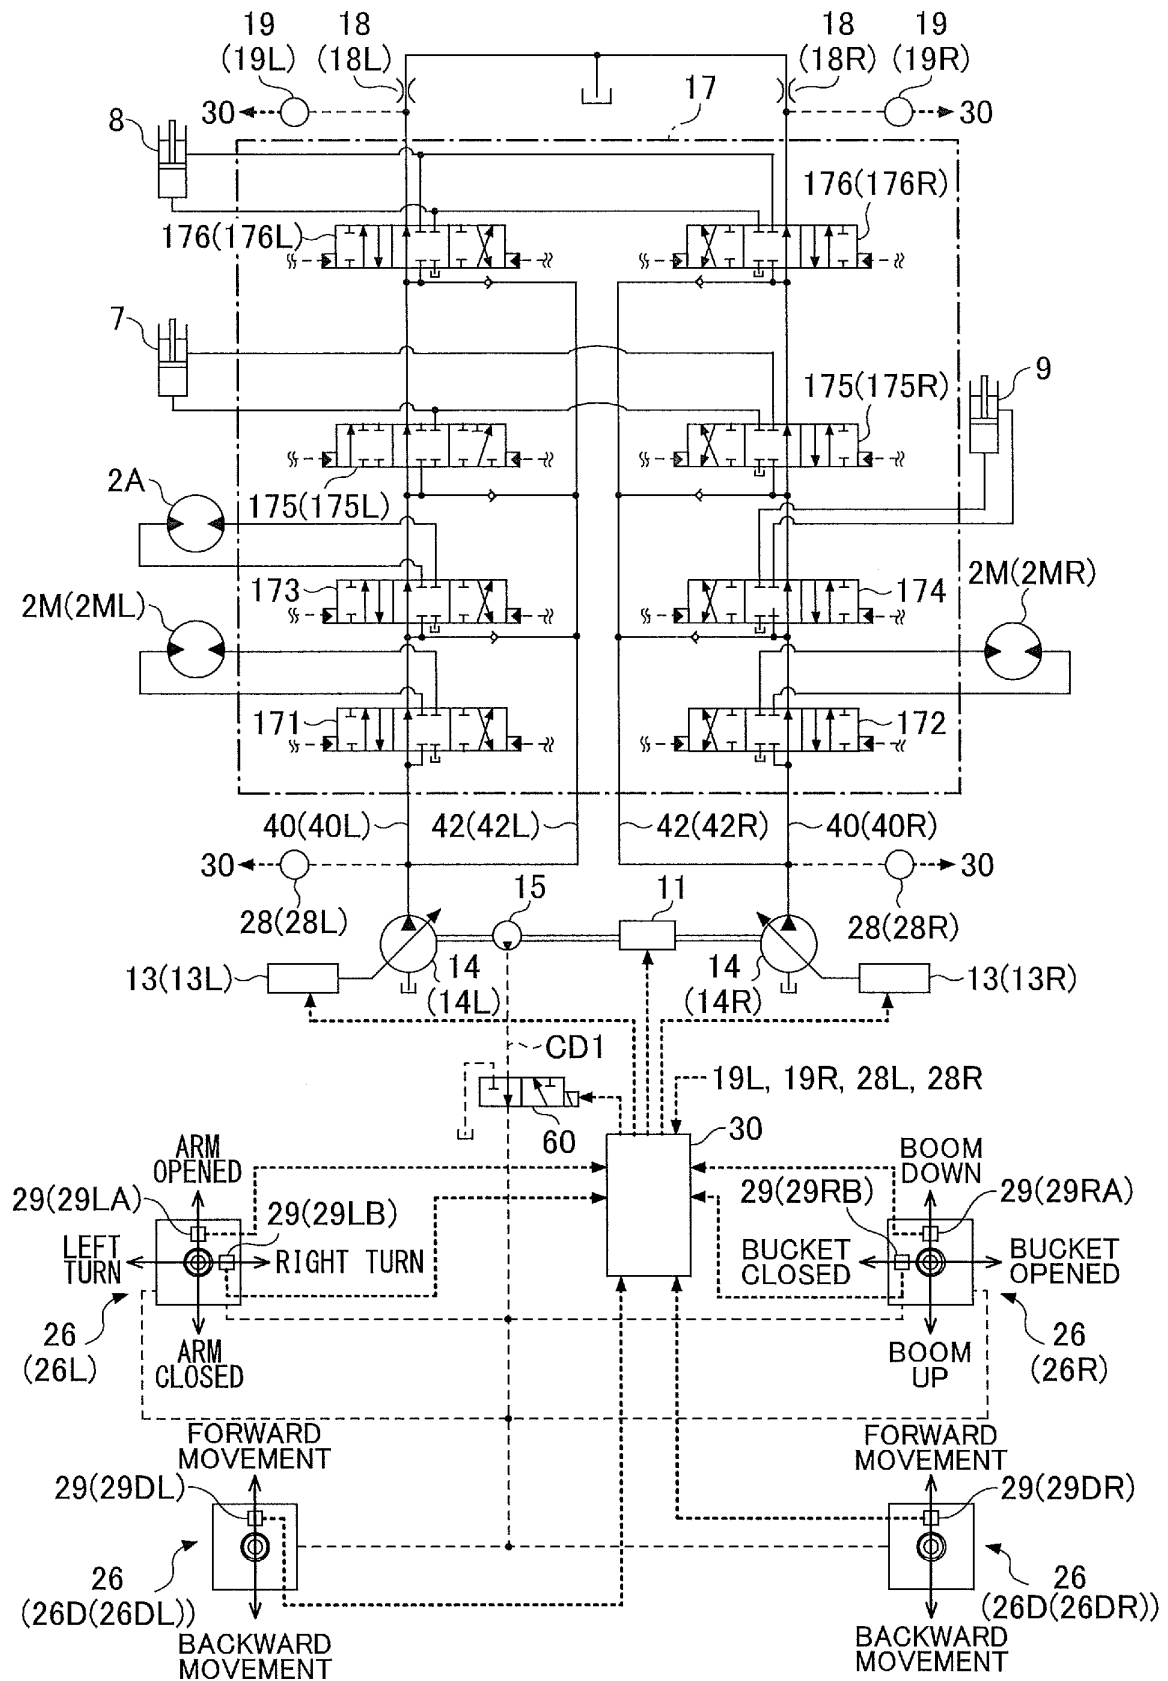 19
(19L)
18
(18L)
18
(18R)
19
(19R)
30
30
17
8
176(176R)
176(176L)
7
9
175(175R)
2A
175(175L)
2M(2MR)
173
174
2M(2ML)
171
172
40(40L)
42(42L)
42(42R)
40(40R)
30
30
15
11
28(28L)
28(28R)
13(13L)
14
(14L)
14
(14R)
13(13R)
CD1
19L, 19R, 28L, 28R
60
30
ARM
OPENED
BOOM
DOWN
29(29LA)
29(29LB)
29(29RB)
29(29RA)
LEFT
TURN
RIGHT TURN
BUCKET
CLOSED
BUCKET
OPENED
26
(26L)
ARM
CLOSED
BOOM
UP
26
(26R)
FORWARD
MOVEMENT
FORWARD
MOVEMENT
29(29DL)
29(29DR)
26
(26D(26DL))
26
(26D(26DR))
BACKWARD
MOVEMENT
BACKWARD
MOVEMENT